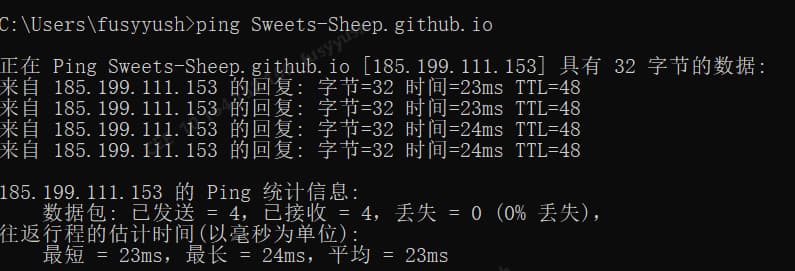 C:\Users\fusyyush>ping Sweets-Sheep.github.io
正在 Ping Sweets-Sheep.github.io [185.199.111.153] 具有 32 字节的数据:
来自 185.199.111.153 的回复: 字节=32 时间=23ms TTL=48
来自 185.199.111.153 的回复: 字节=32 时间=23ms TTL=48
来自 185.199.111.153 的回复: 字节=32 时间=24ms TTL=48
来自 185.199.111.153 的回复: 字节=32 时间=24ms TTL=48
185.199.111.153 的 Ping 统计信息:
数据包: 已发送 = 4，已接收 = 4，丢失 = 0 (0% 丢失)，
往返行程的估计时间(以毫秒为单位):
最短 = 23ms，最长 = 24ms，平均 = 23ms